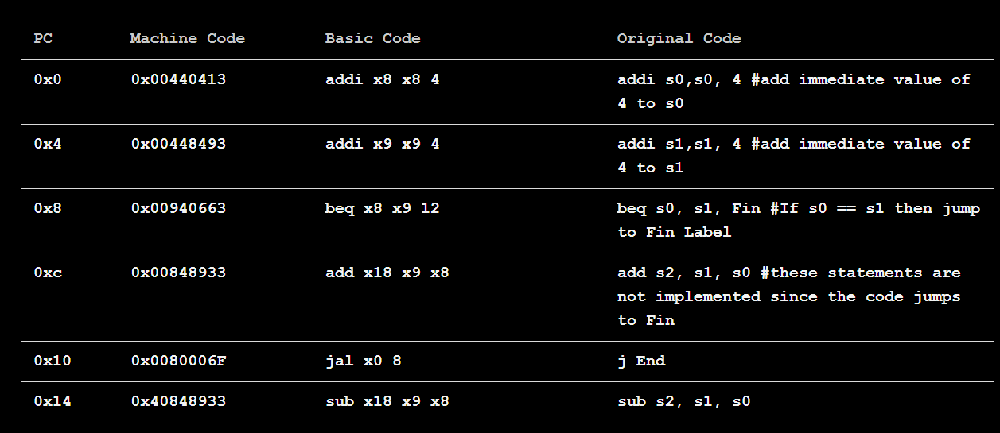 PC Machine Code Basic Code Original Code
0x0 0x00440413 addi x8 x8 4 addi s0,s0, 4 #add immediate value of
4 to s0
0x4 0x00448493 addi x9 x9 4 addi s1,s1, 4 #add immediate value of
4 to s1
0x8 0x00940663 beq x8 x9 12 beq s0, s1, Fin #If s0 == s1 then jump
to Fin Label
0xc 0x00848933 add x18 x9 x8 add s2, s1, s0 #these statements are
not implemented since the code jumps
to Fin
0x10 0x0080006F jal x0 8 j End
0x14 0x40848933 sub x18 x9 x8 sub s2, s1, s0